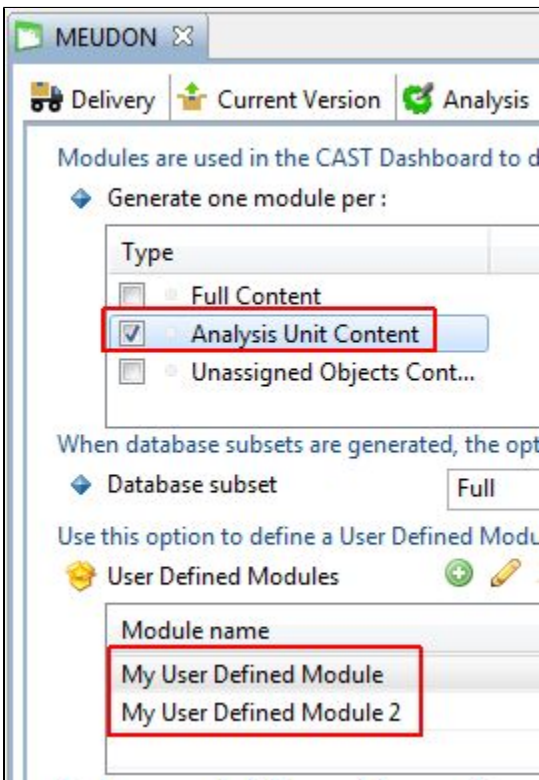 MEUDON
Delivery Current Version Analysis
Modules are used in the CAST Dashboard to d
Generate one module per :
Type
Full Content
Analysis Unit Content
Unassigned Objects Cont...
When database subsets are generated, the opt
Database subset Full
Use this option to define a User Defined Modu
User Defined Modules
Module name
My User Defined Module
My User Defined Module 2